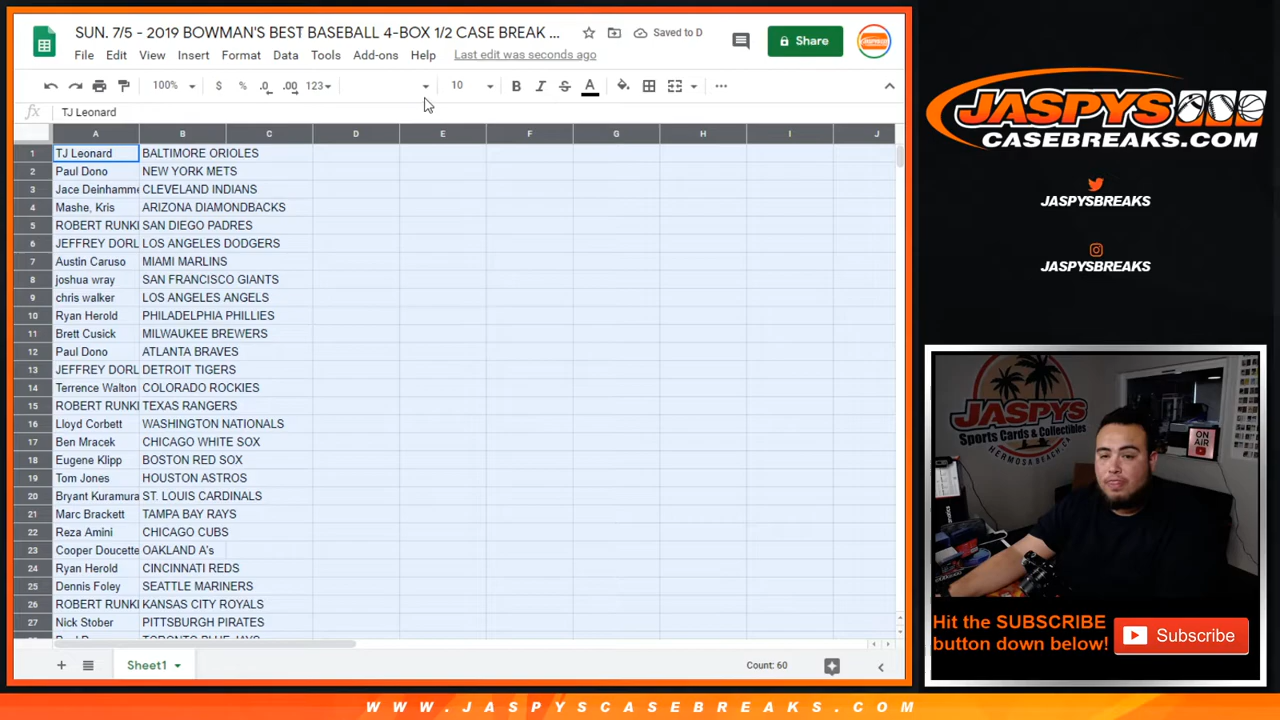 SUN. 7/5 - 2019 BOWMAN'S BEST BASEBALL 4-BOX 1/2 CASE BREAK ...
Saved to D
Share
File Edit View Insert Format Data Tools Add-ons Help Last edit was seconds ago
100% $ % .0 .00 123 10 B I S A ...
fx TJ Leonard
A B C D E F G H I J
1 TJ Leonard BALTIMORE ORIOLES
2 Paul Dono NEW YORK METS
3 Jace Deinhamme CLEVELAND INDIANS
4 Mashe, Kris ARIZONA DIAMONDBACKS
5 ROBERT RUNKI SAN DIEGO PADRES
6 JEFFREY DORL LOS ANGELES DODGERS
7 Austin Caruso MIAMI MARLINS
8 joshua wray SAN FRANCISCO GIANTS
9 chris walker LOS ANGELES ANGELS
10 Ryan Herold PHILADELPHIA PHILLIES
11 Brett Cusick MILWAUKEE BREWERS
12 Paul Dono ATLANTA BRAVES
13 JEFFREY DORL DETROIT TIGERS
14 Terrence Walton COLORADO ROCKIES
15 ROBERT RUNKI TEXAS RANGERS
16 Lloyd Corbett WASHINGTON NATIONALS
17 Ben Mracek CHICAGO WHITE SOX
18 Eugene Klipp BOSTON RED SOX
19 Tom Jones HOUSTON ASTROS
20 Bryant Kuramura ST. LOUIS CARDINALS
21 Marc Brackett TAMPA BAY RAYS
22 Reza Amini CHICAGO CUBS
23 Cooper Doucette OAKLAND A's
24 Ryan Herold CINCINNATI REDS
25 Dennis Foley SEATTLE MARINERS
26 ROBERT RUNKI KANSAS CITY ROYALS
27 Nick Stober PITTSBURGH PIRATES
Sheet1
Count: 60
JASPYS
CASEBREAKS.COM
JASPYSBREAKS
JASPYSBREAKS
JASPYS
Sports Cards & Collectibles
HERMOSA BEACH, CA
ON
AIR
Hit the SUBSCRIBE
button down below!
Subscribe
WWW.JASPYSCASEBREAKS.COM